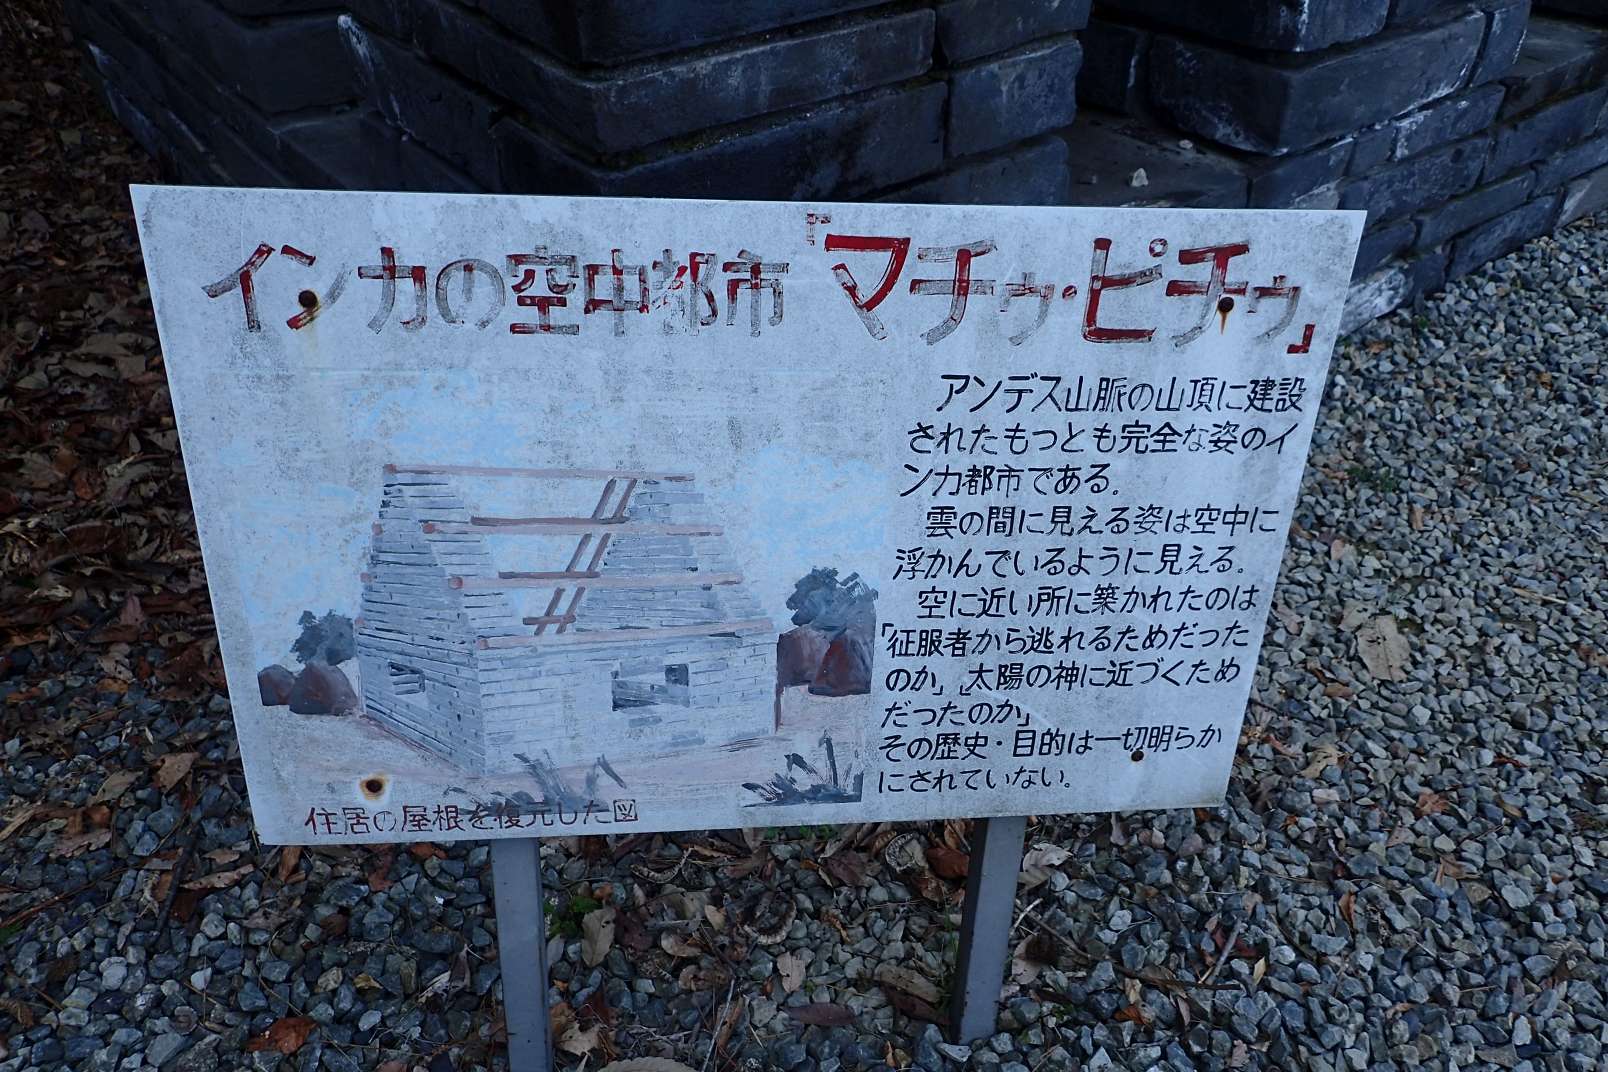 インカの空中都市『マチゥ・ピチゥ』
アンデス山脈の山頂に建設
されたもっとも完全な姿のイ
ンカ都市である。
雲の間に見える姿は空中に
浮かんでいるように見える。
空に近い所に築かれたのは
「征服者から逃れるためだった
のか」「太陽の神に近づくため
だったのか」
その歴史・目的は一切明らか
にされていない。
住居の屋根を復元した図